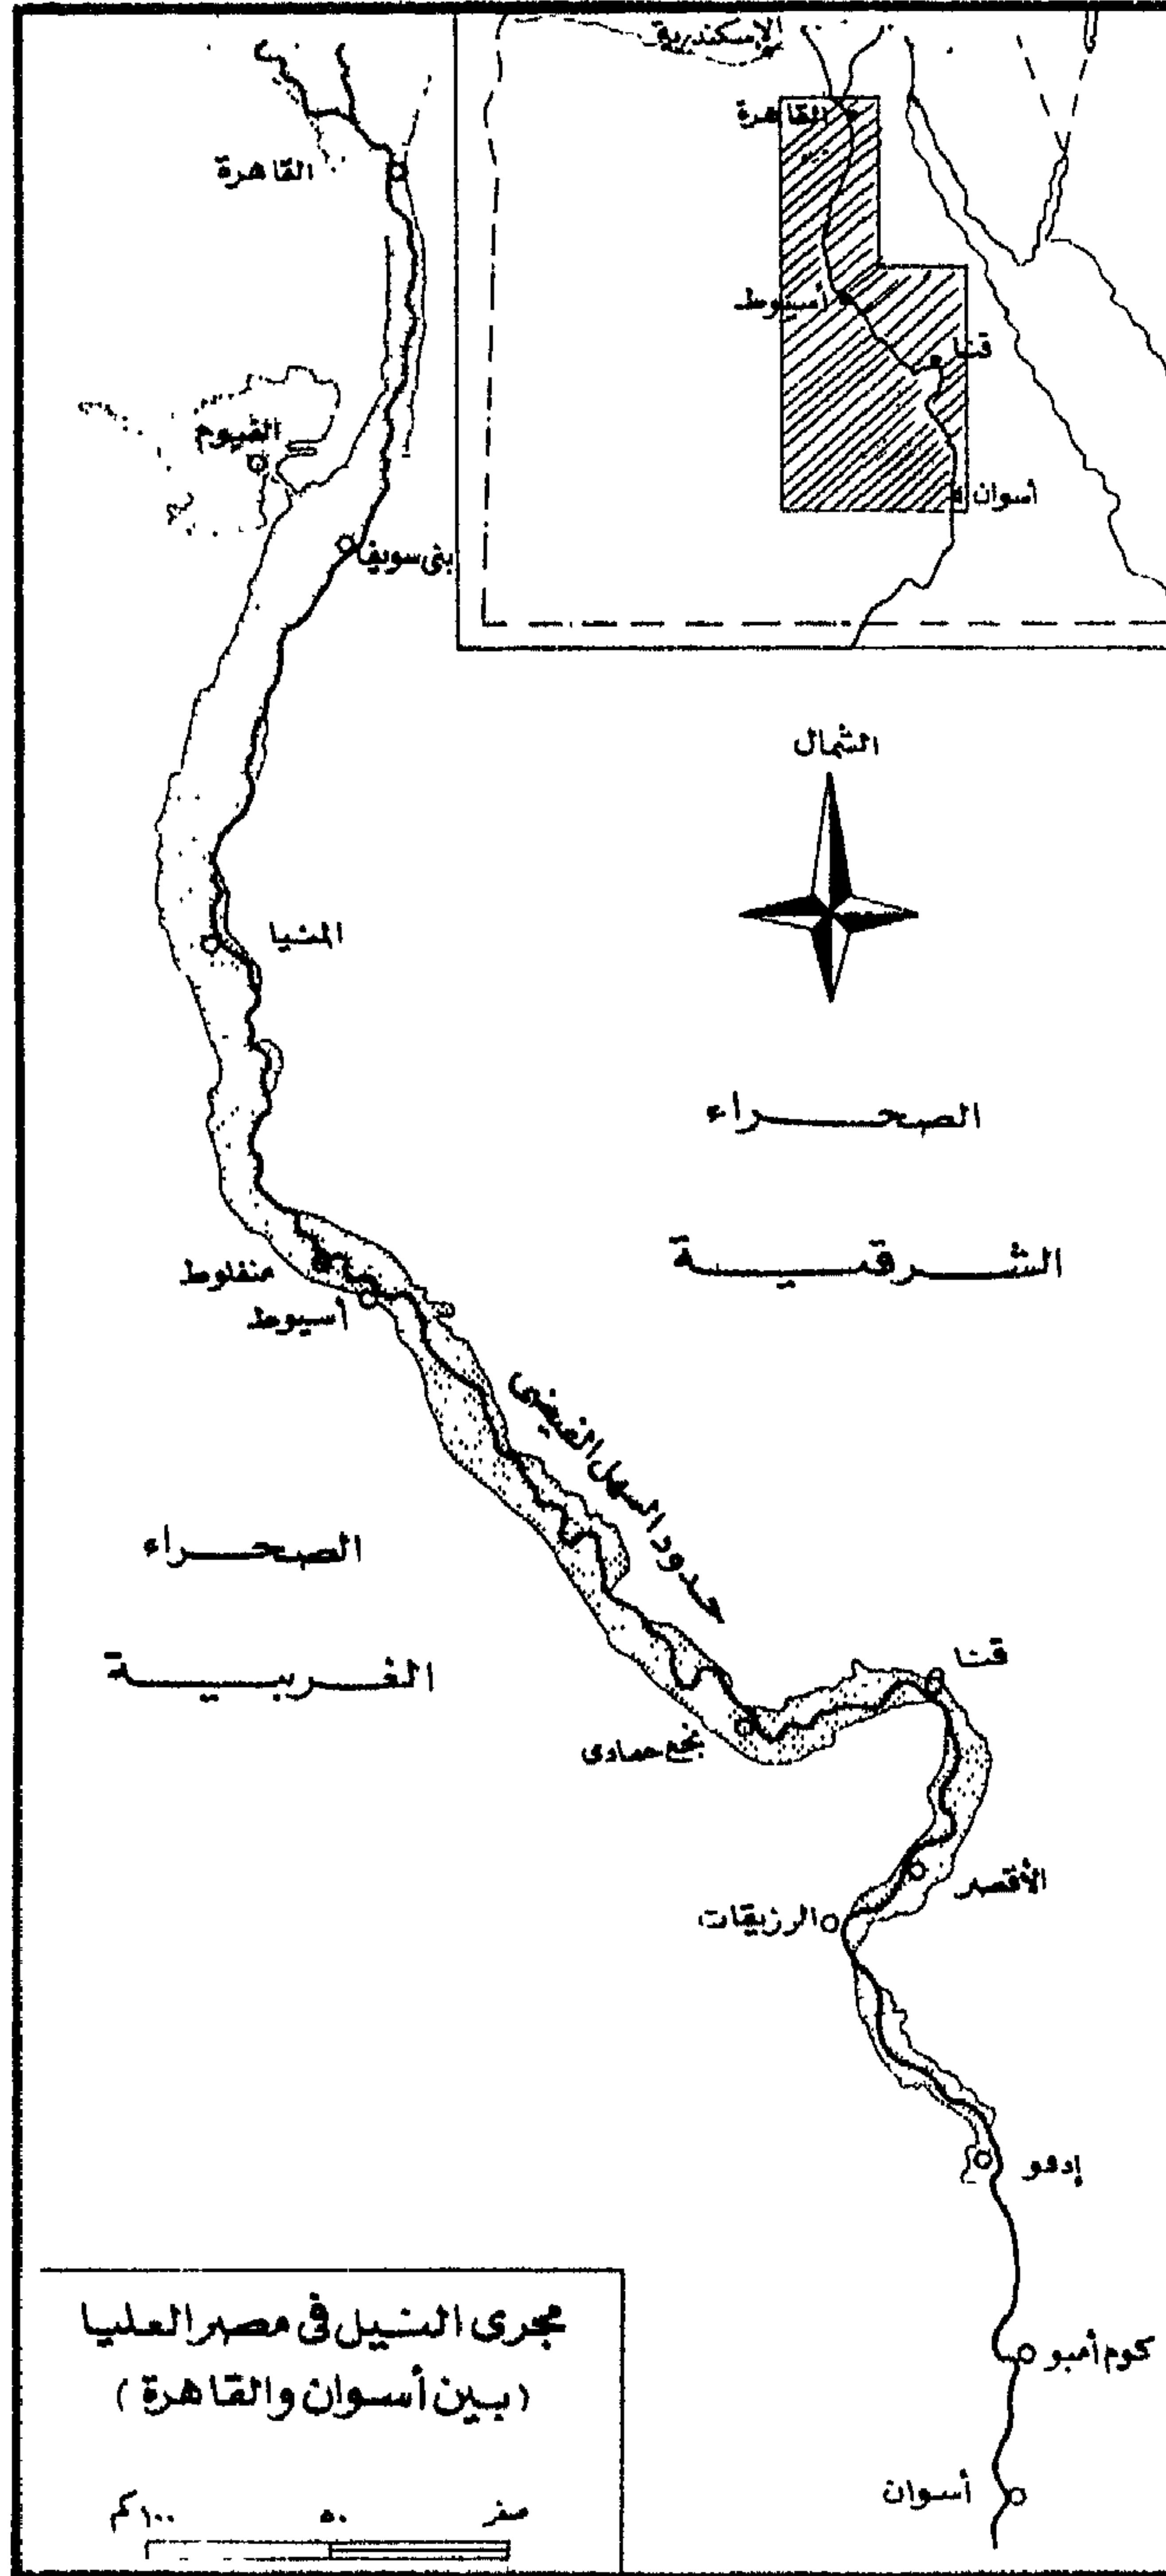 الإسكندرية
القاهرة
أسيوط
قنا
أسوان
القاهرة
الفيوم
بنى سويف
الشمال
المنيا
الصحراء
الشرقية
منفلوط
أسيوط
حدود السهل الفيضى
الصحراء
الغربية
قنا
نجع حمادى
الأقصر
الرزيقات
إدفو
كوم أمبو
أسوان
مجرى النيل فى مصر العليا
(بين أسوان والقاهرة)
صفر ٥٠ ١٠٠ كم